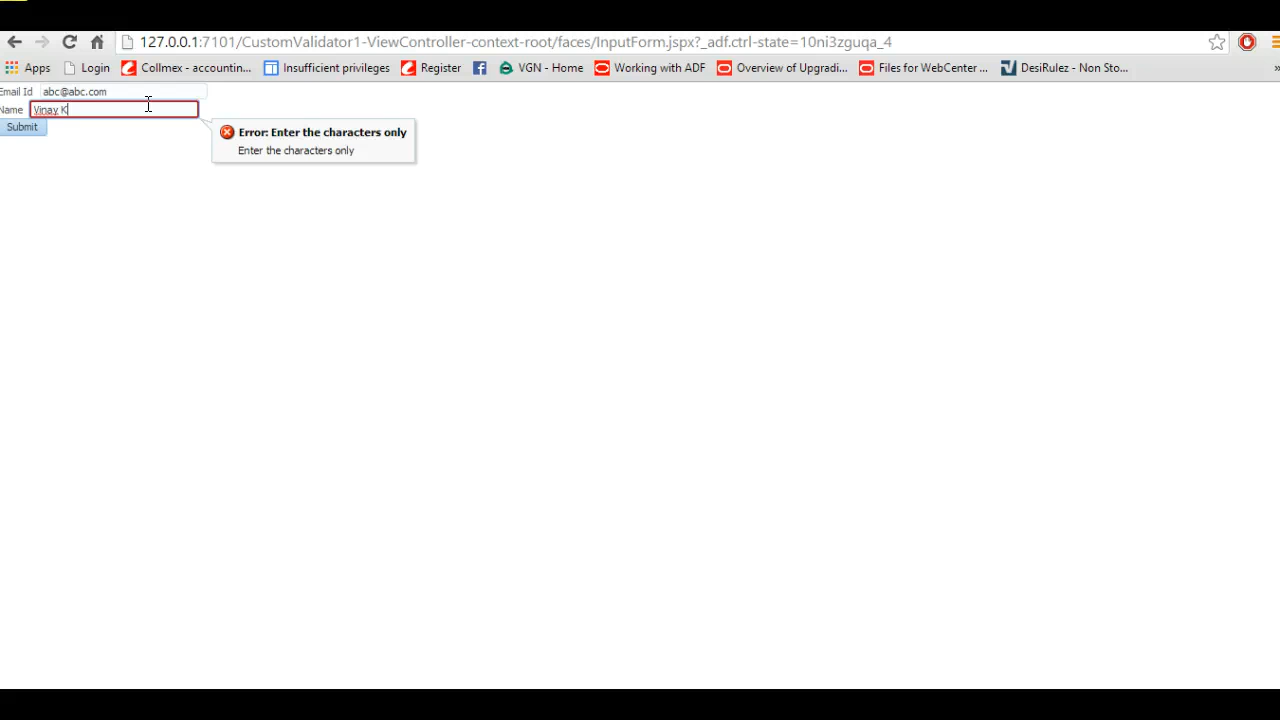 127.0.0.1:7101/CustomValidator1-ViewController-context-root/faces/InputForm.jspx?_adf.ctrl-state=10ni3zguqa_4
Apps Login Collmex - accountin... Insufficient privileges Register VGN - Home Working with ADF Overview of Upgradi... Files for WebCenter ... DesiRulez - Non Sto... »
Email Id abc@abc.com
Name Vinay K
Submit
Error: Enter the characters only
Enter the characters only